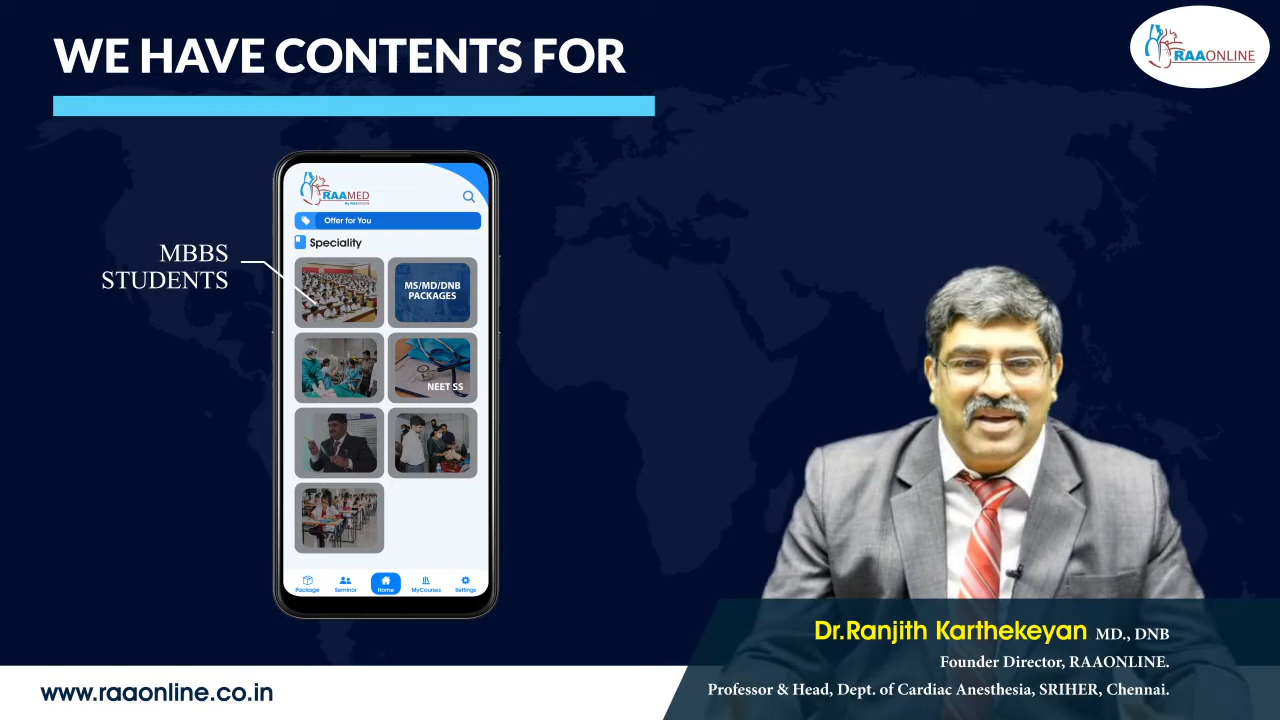 WE HAVE CONTENTS FOR
RAAONLINE
RAAMED
By RAAONLINE
Offer for You
Speciality
MBBS
STUDENTS
MS/MD/DNB
PACKAGES
NEET SS
Package
Seminar
Home
MyCourses
Settings
Dr.Ranjith Karthekeyan MD., DNB
Founder Director, RAAONLINE.
Professor & Head, Dept. of Cardiac Anesthesia, SRIHER, Chennai.
www.raaonline.co.in